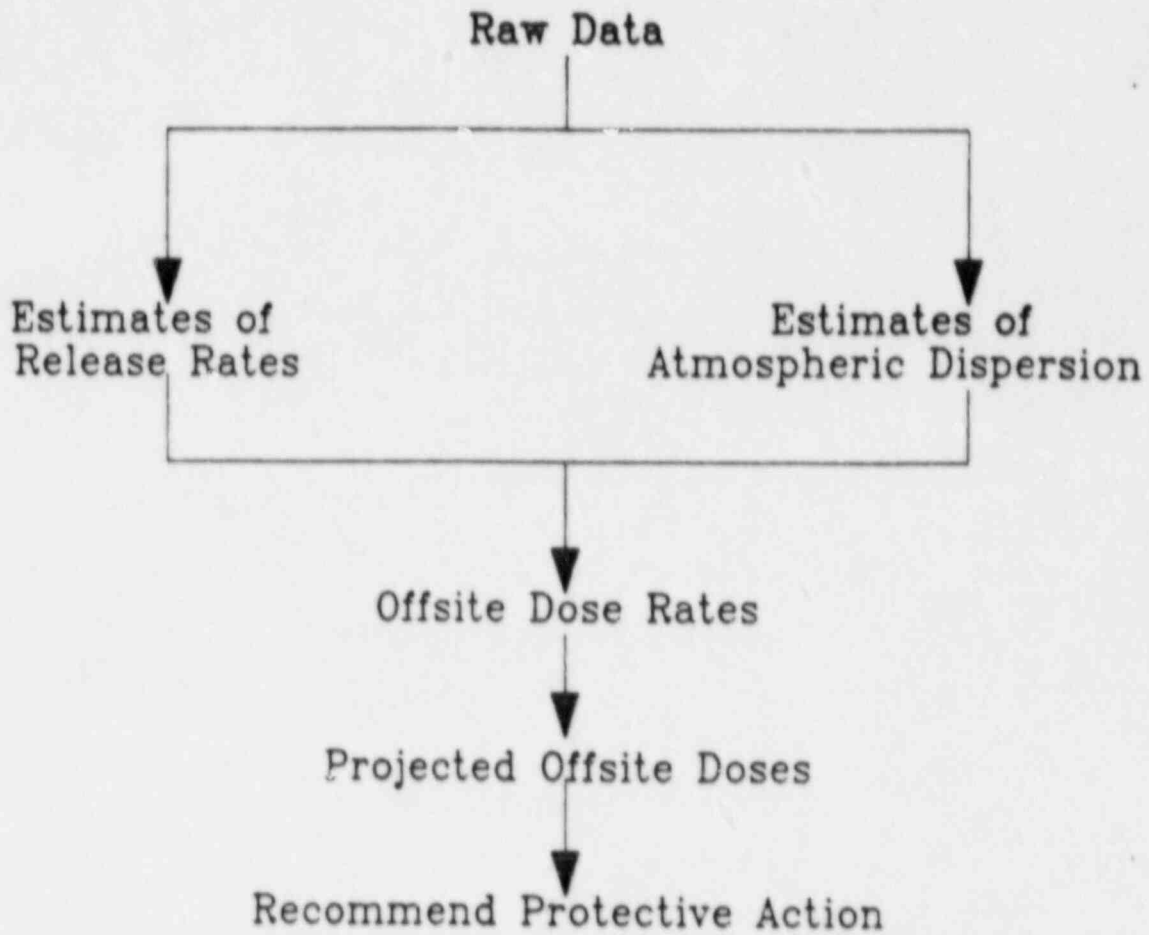 Raw Data
Estimates of
Release Rates
Estimates of
Atmospheric Dispersion
Offsite Dose Rates
Projected Offsite Doses
Recommend Protective Action